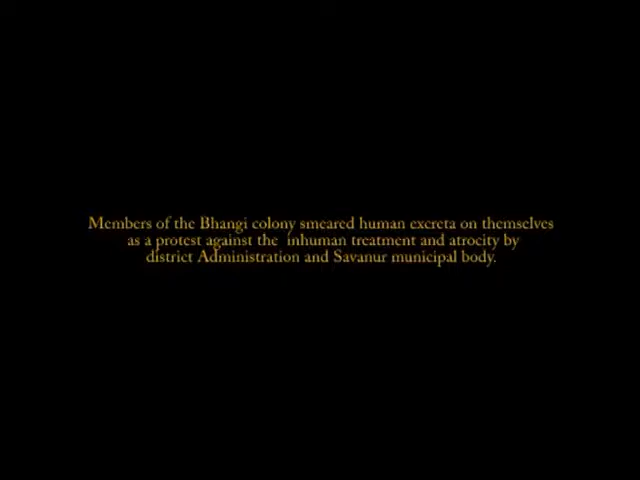 Members of the Bhangi colony smeared human excreta on themselves
as a protest against the inhuman treatment and atrocity by
district Administration and Savanur municipal body.